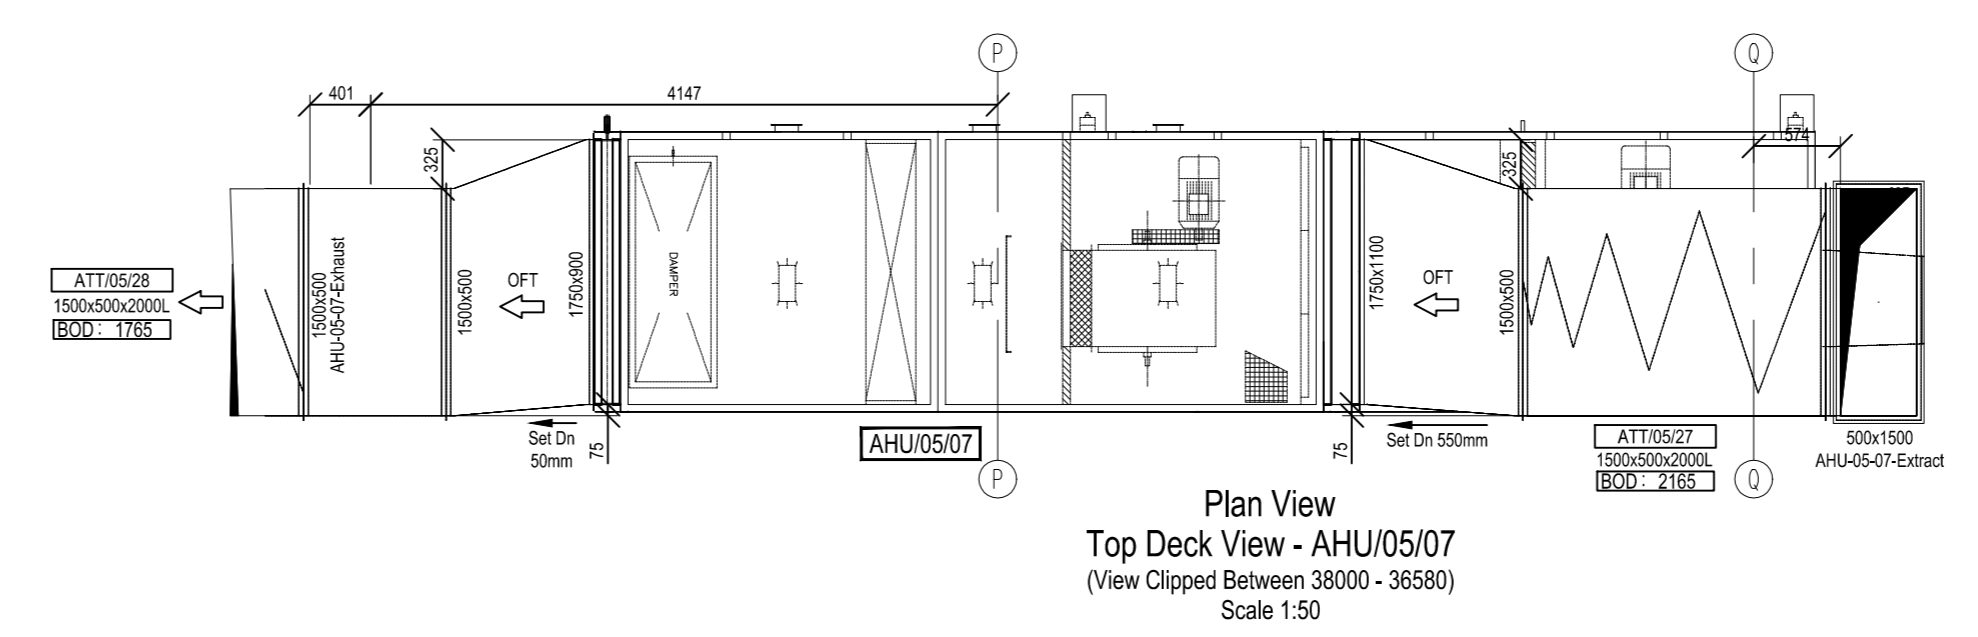 P
Q
401
4147
574
325
325
ATT/05/28
1500x500x2000L
BOD: 1765
1500x500
AHU-05-07-Exhaust
1500x500
OFT
1750x900
DAMPER
1750x1100
OFT
1500x500
Set Dn
50mm
75
AHU/05/07
75
Set Dn 550mm
ATT/05/27
1500x500x2000L
BOD: 2165
500x1500
AHU-05-07-Extract
P
Q
Plan View
Top Deck View - AHU/05/07
(View Clipped Between 38000 - 36580)
Scale 1:50